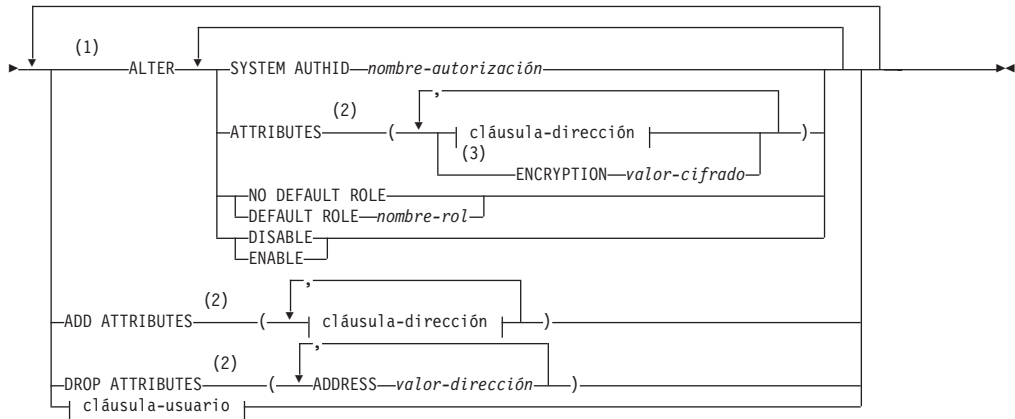 (1)
ALTER SYSTEM AUTHID nombre-autorización
,
(2)
ATTRIBUTES ( cláusula-dirección )
(3)
ENCRYPTION valor-cifrado
NO DEFAULT ROLE
DEFAULT ROLE nombre-rol
DISABLE
ENABLE
,
(2)
ADD ATTRIBUTES ( cláusula-dirección )
,
(2)
DROP ATTRIBUTES ( ADDRESS valor-dirección )
cláusula-usuario